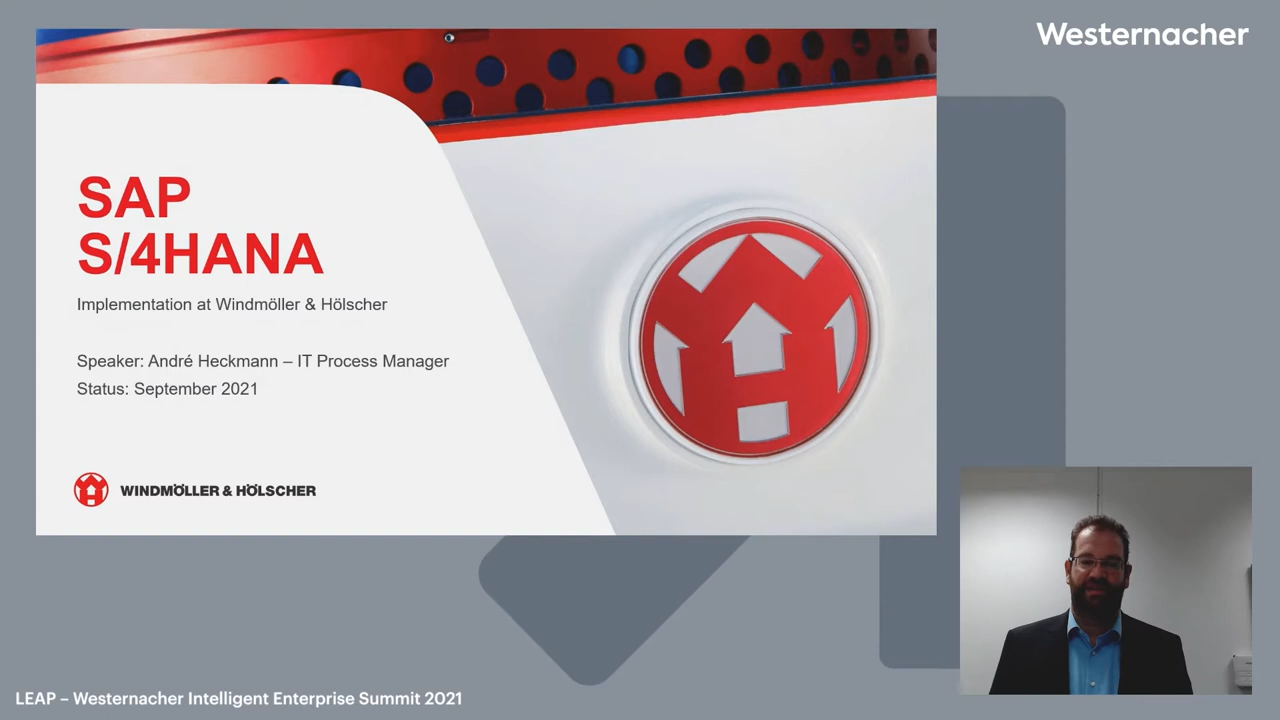 Westernacher
SAP
S/4HANA
Implementation at Windmöller & Hölscher
Speaker: André Heckmann – IT Process Manager
Status: September 2021
WINDMÖLLER & HÖLSCHER
LEAP – Westernacher Intelligent Enterprise Summit 2021